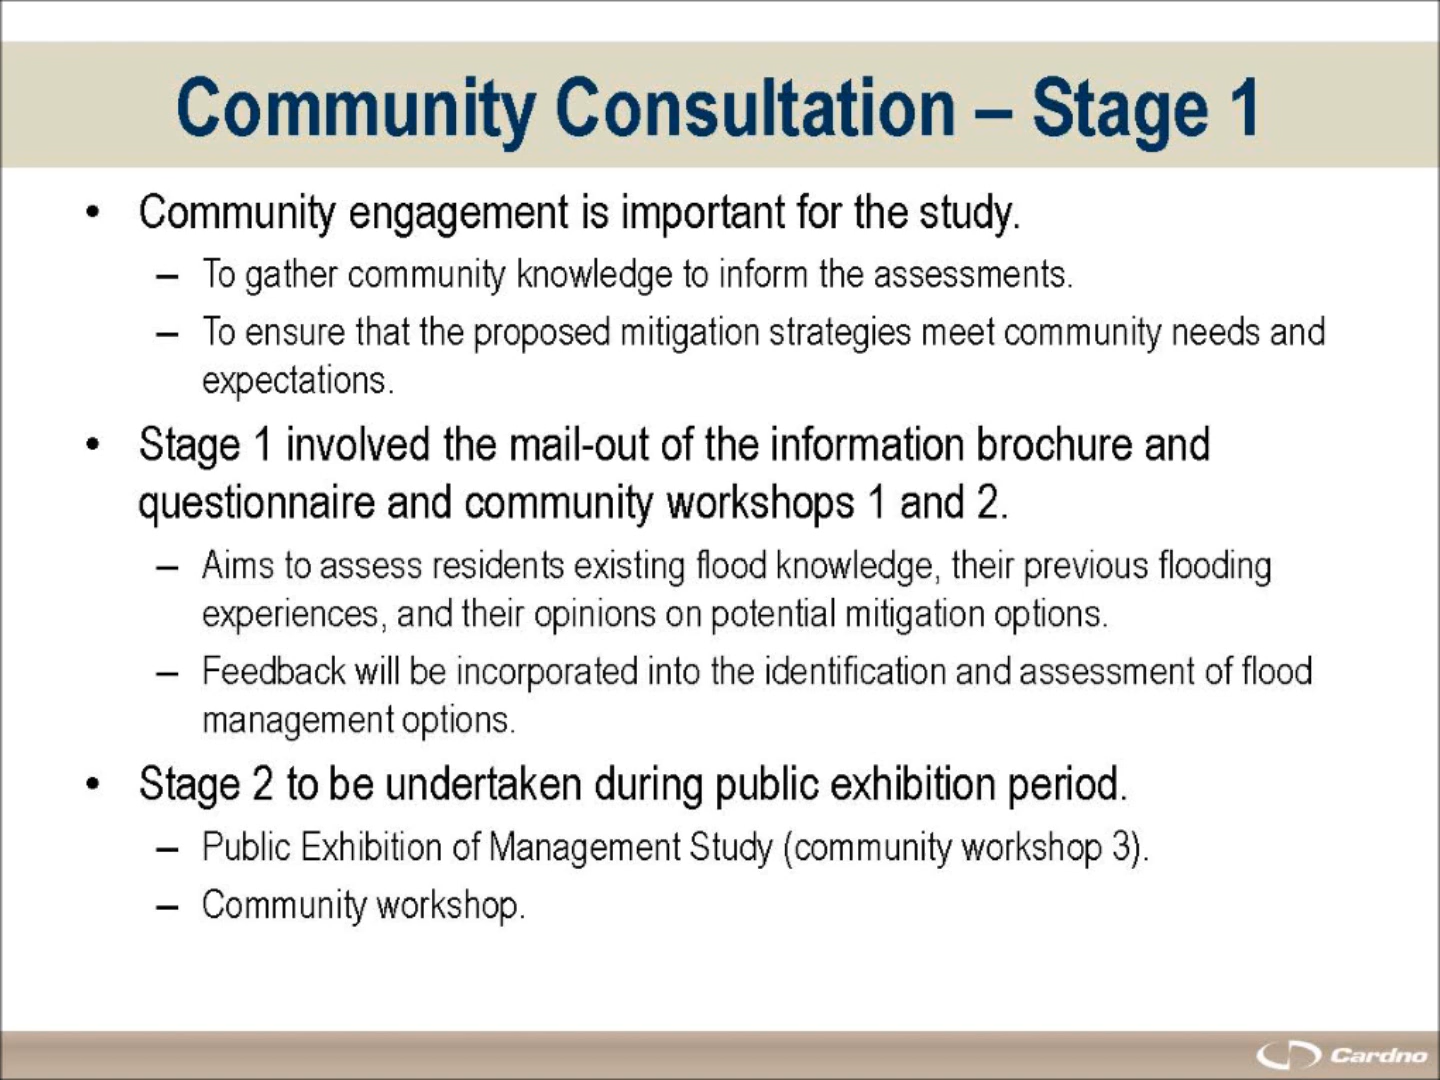 Community Consultation – Stage 1
• Community engagement is important for the study.
– To gather community knowledge to inform the assessments.
– To ensure that the proposed mitigation strategies meet community needs and
expectations.
• Stage 1 involved the mail-out of the information brochure and
questionnaire and community workshops 1 and 2.
– Aims to assess residents existing flood knowledge, their previous flooding
experiences, and their opinions on potential mitigation options.
– Feedback will be incorporated into the identification and assessment of flood
management options.
• Stage 2 to be undertaken during public exhibition period.
– Public Exhibition of Management Study (community workshop 3).
– Community workshop.
Cardno